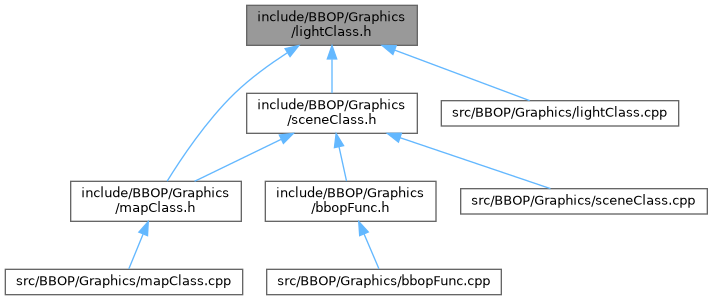 include/BBOP/Graphics
/lightClass.h
include/BBOP/Graphics
/sceneClass.h
src/BBOP/Graphics/lightClass.cpp
include/BBOP/Graphics
/mapClass.h
include/BBOP/Graphics
/bbopFunc.h
src/BBOP/Graphics/sceneClass.cpp
src/BBOP/Graphics/mapClass.cpp
src/BBOP/Graphics/bbopFunc.cpp